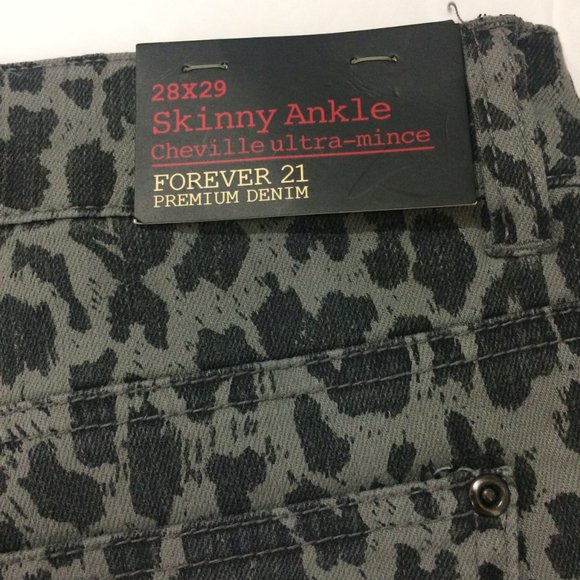 28X29
Skinny Ankle
Cheville ultra-mince
FOREVER 21
PREMIUM DENIM